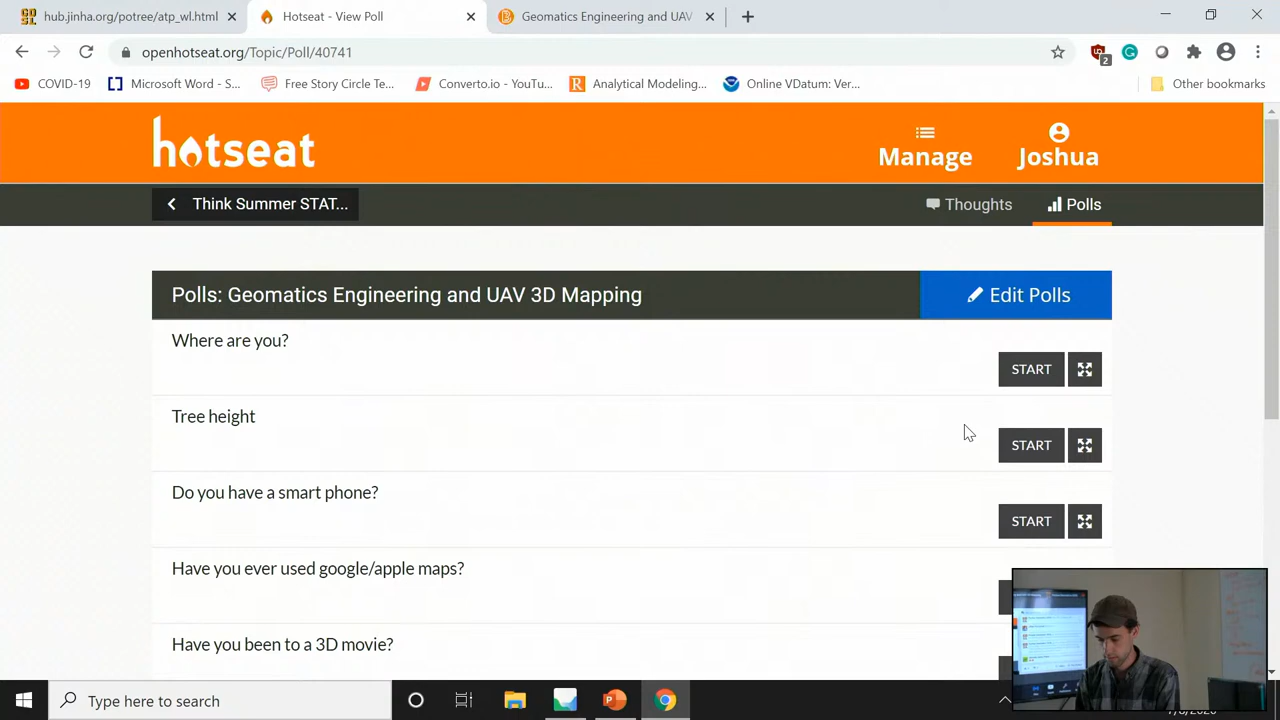 hub.jinha.org/potree/atp_wl.html
Hotseat - View Poll
Geomatics Engineering and UAV
openhotseat.org/Topic/Poll/40741
2
COVID-19
Microsoft Word - S...
Free Story Circle Te...
Converto.io - YouTu...
Analytical Modeling...
Online VDatum: Ver...
Other bookmarks
hotseat
Manage
Joshua
Think Summer STAT...
Thoughts
Polls
Polls: Geomatics Engineering and UAV 3D Mapping
Edit Polls
Where are you?
START
Tree height
START
Do you have a smart phone?
START
Have you ever used google/apple maps?
Have you been to a 3D movie?
Type here to search